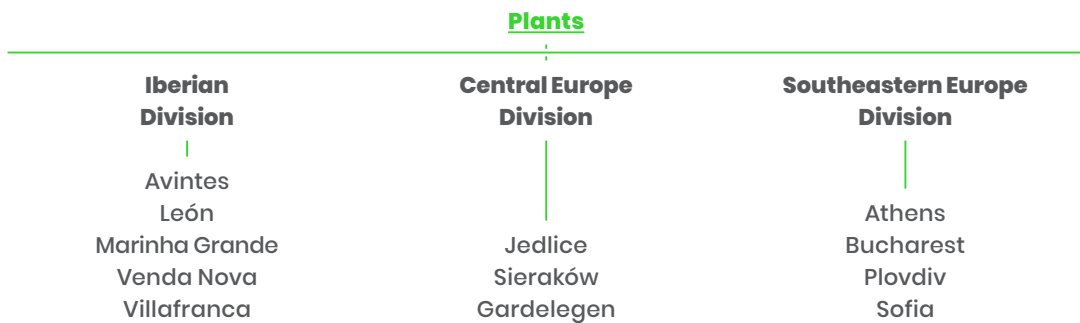 Plants
Iberian
Division
Avintes
León
Marinha Grande
Venda Nova
Villafranca
Central Europe
Division
Jedlice
Sieraków
Gardelegen
Southeastern Europe
Division
Athens
Bucharest
Plovdiv
Sofia